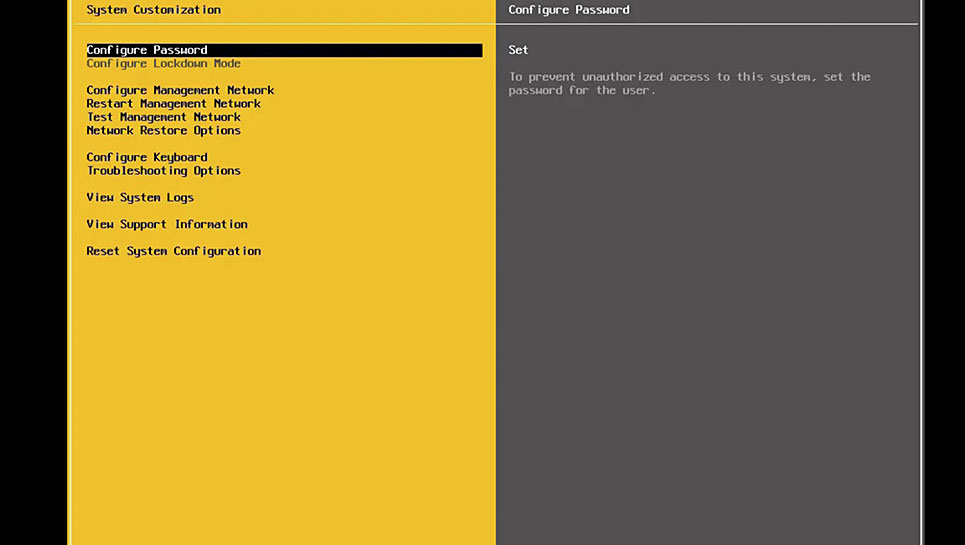 System Customization
Configure Password
Configure Lockdown Mode
Configure Management Network
Restart Management Network
Test Management Network
Network Restore Options
Configure Keyboard
Troubleshooting Options
View System Logs
View Support Information
Reset System Configuration
Configure Password
Set
To prevent unauthorized access to this system, set the
password for the user.